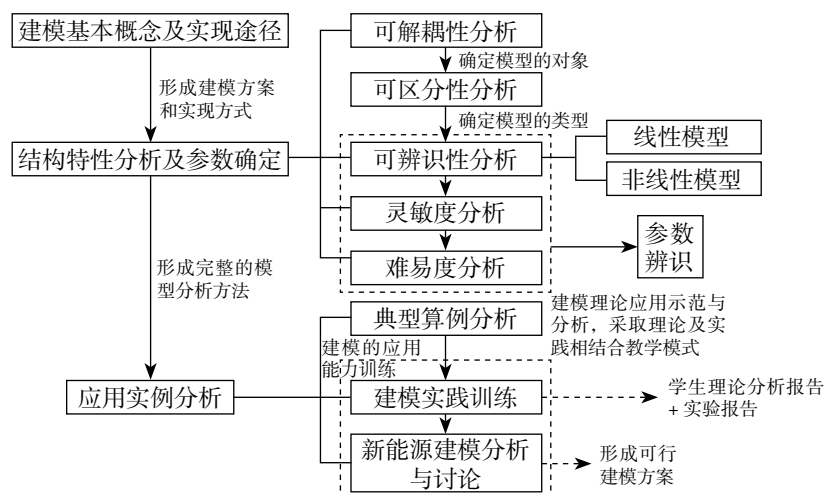 建模基本概念及实现途径
形成建模方案
和实现方式
结构特性分析及参数确定
形成完整的模
型分析方法
应用实例分析
可解耦性分析
确定模型的对象
可区分性分析
确定模型的类型
可辨识性分析
线性模型
非线性模型
灵敏度分析
难易度分析
参数
辨识
典型算例分析
建模理论应用示范与
分析，采取理论及实
践相结合教学模式
建模的应用
能力训练
建模实践训练
学生理论分析报告
+实验报告
新能源建模分析
与讨论
形成可行
建模方案